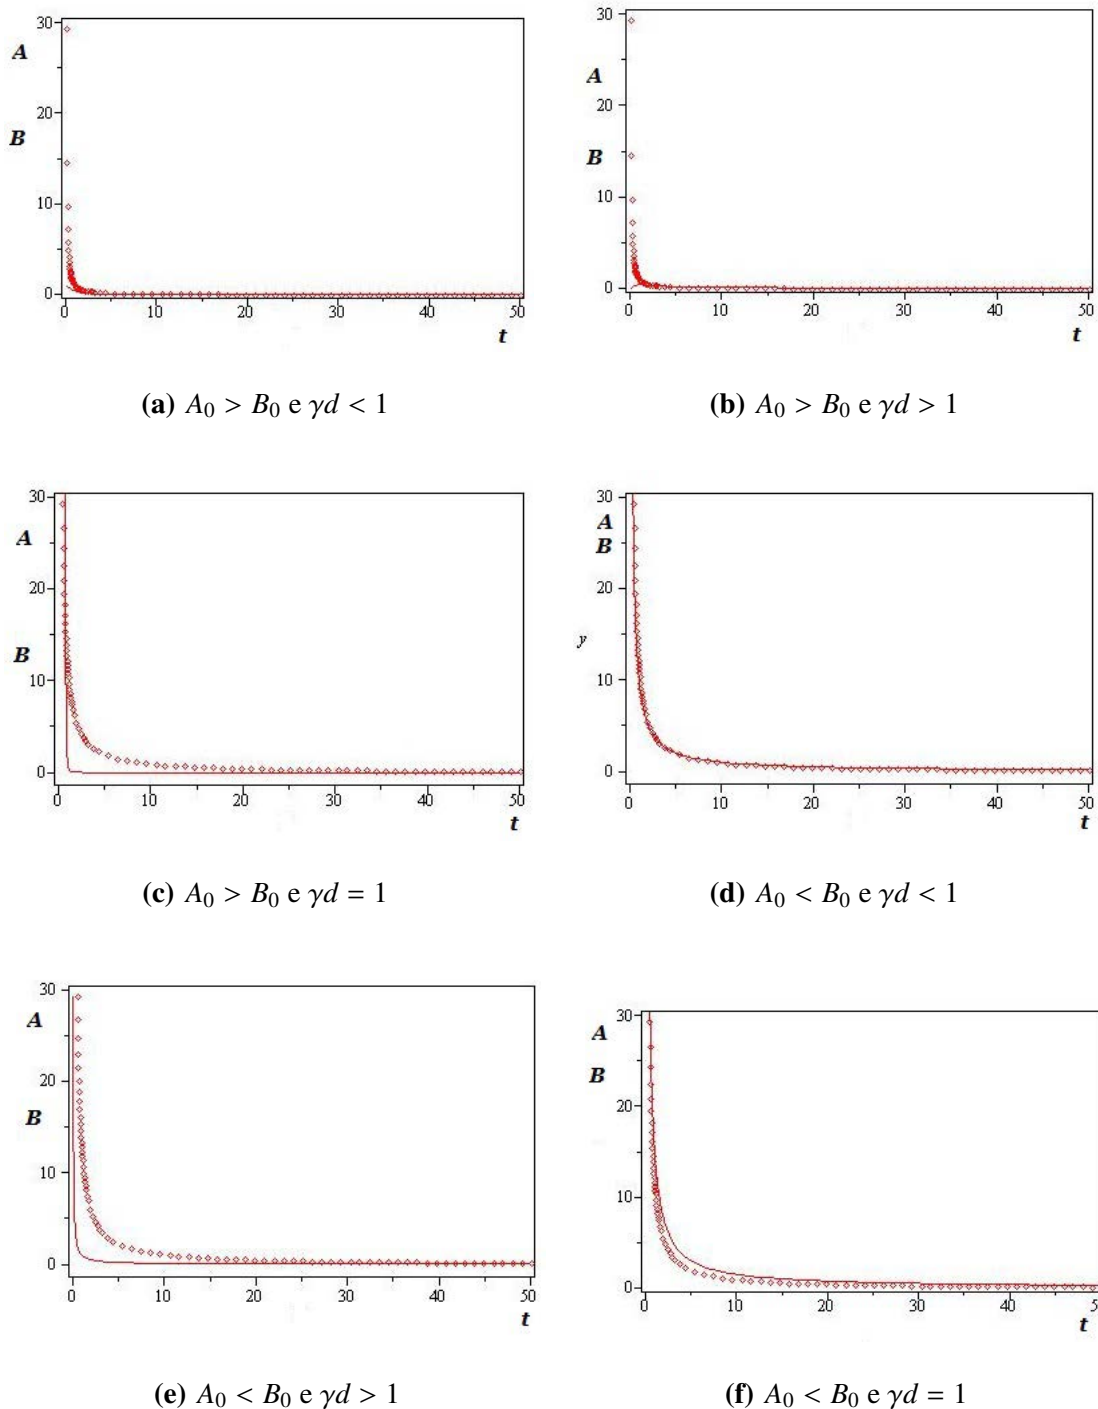 30
A
20
B
10
0
0 10 20 30 40 50
t
(a) A₀ > B₀ e γd < 1
30
A
20
B
10
0
0 10 20 30 40 50
t
(b) A₀ > B₀ e γd > 1
30
A
20
B
10
0
0 10 20 30 40 50
t
(c) A₀ > B₀ e γd = 1
30
A
B
20
y
10
0
0 10 20 30 40 50
t
(d) A₀ < B₀ e γd < 1
30
A
20
B
10
0
0 10 20 30 40 50
t
(e) A₀ < B₀ e γd > 1
30
A
B
20
10
0
0 10 20 30 40 5
t
(f) A₀ < B₀ e γd = 1